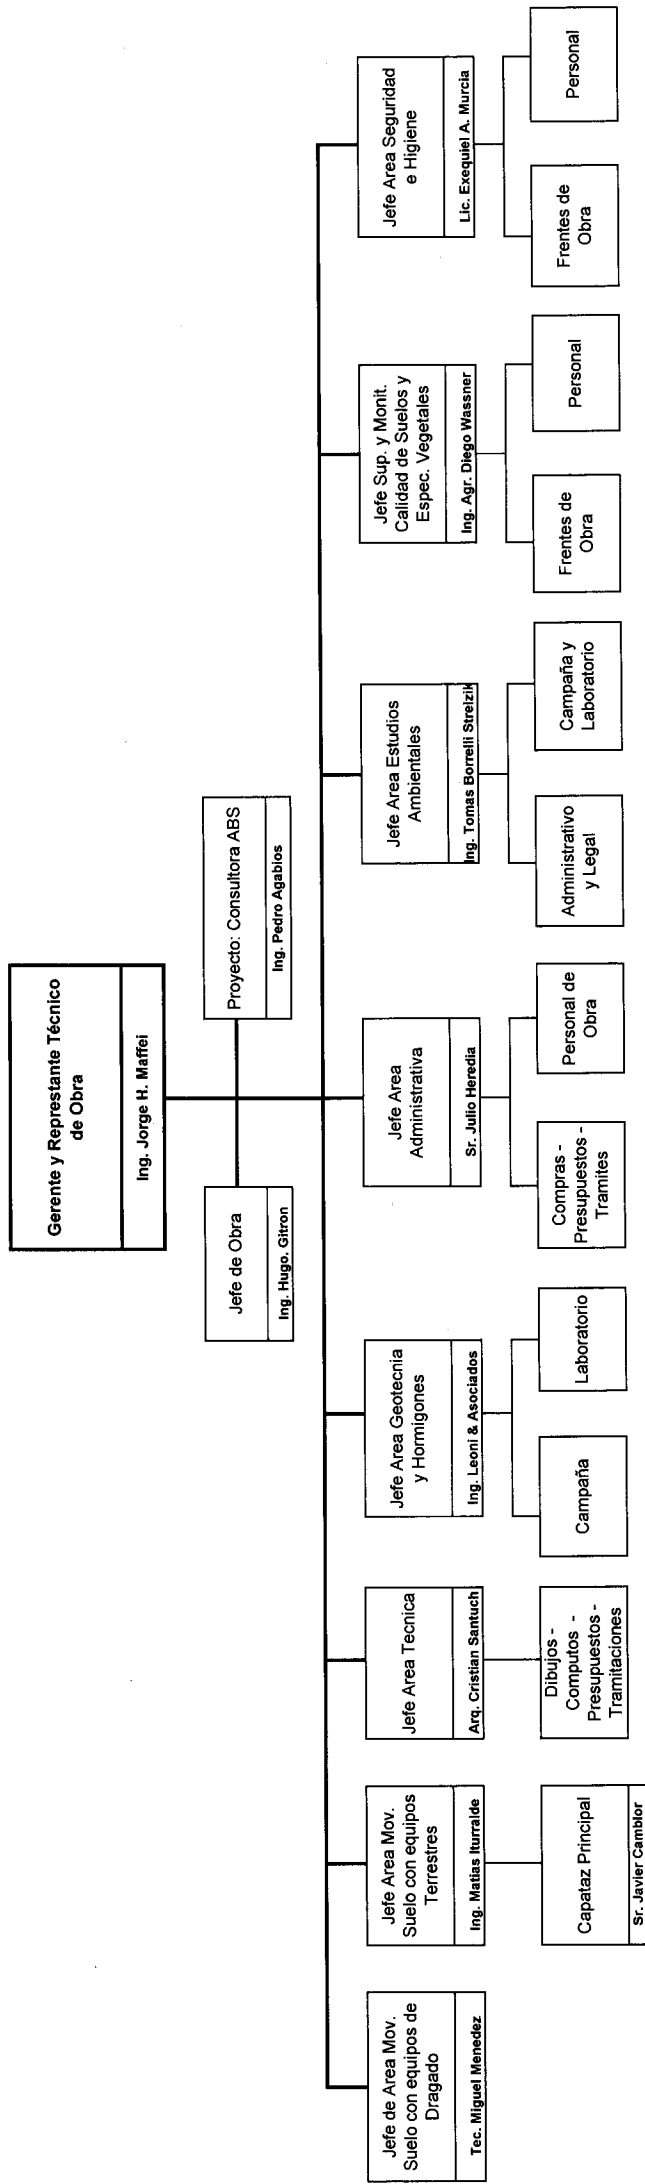 Gerente y Represtante Técnico
de Obra
Ing. Jorge H. Maffei
Jefe de Obra
Ing. Hugo. Gitron
Proyecto: Consultora ABS
Ing. Pedro Agabios
Jefe de Area Mov.
Suelo con equipos de
Dragado
Tec. Miguel Menedez
Jefe Area Mov.
Suelo con equipos
Terrestres
Ing. Matias Iturralde
Capataz Principal
Sr. Javier Camblor
Jefe Area Tecnica
Arq. Cristian Santuch
Dibujos -
Computos -
Presupuestos -
Tramitaciones
Jefe Area Geotecnia
y Hormigones
Ing. Leoni & Asociados
Campaña
Laboratorio
Jefe Area
Administrativa
Sr. Julio Heredia
Compras -
Presupuestos -
Tramites
Personal de
Obra
Jefe Area Estudios
Ambientales
Ing. Tomas Borrelli Strelzik
Administrativo
y Legal
Campaña y
Laboratorio
Jefe Sup. y Monit.
Calidad de Suelos y
Espec. Vegetales
Ing. Agr. Diego Wassner
Frentes de
Obra
Personal
Jefe Area Seguridad
e Higiene
Lic. Exequiel A. Murcia
Frentes de
Obra
Personal